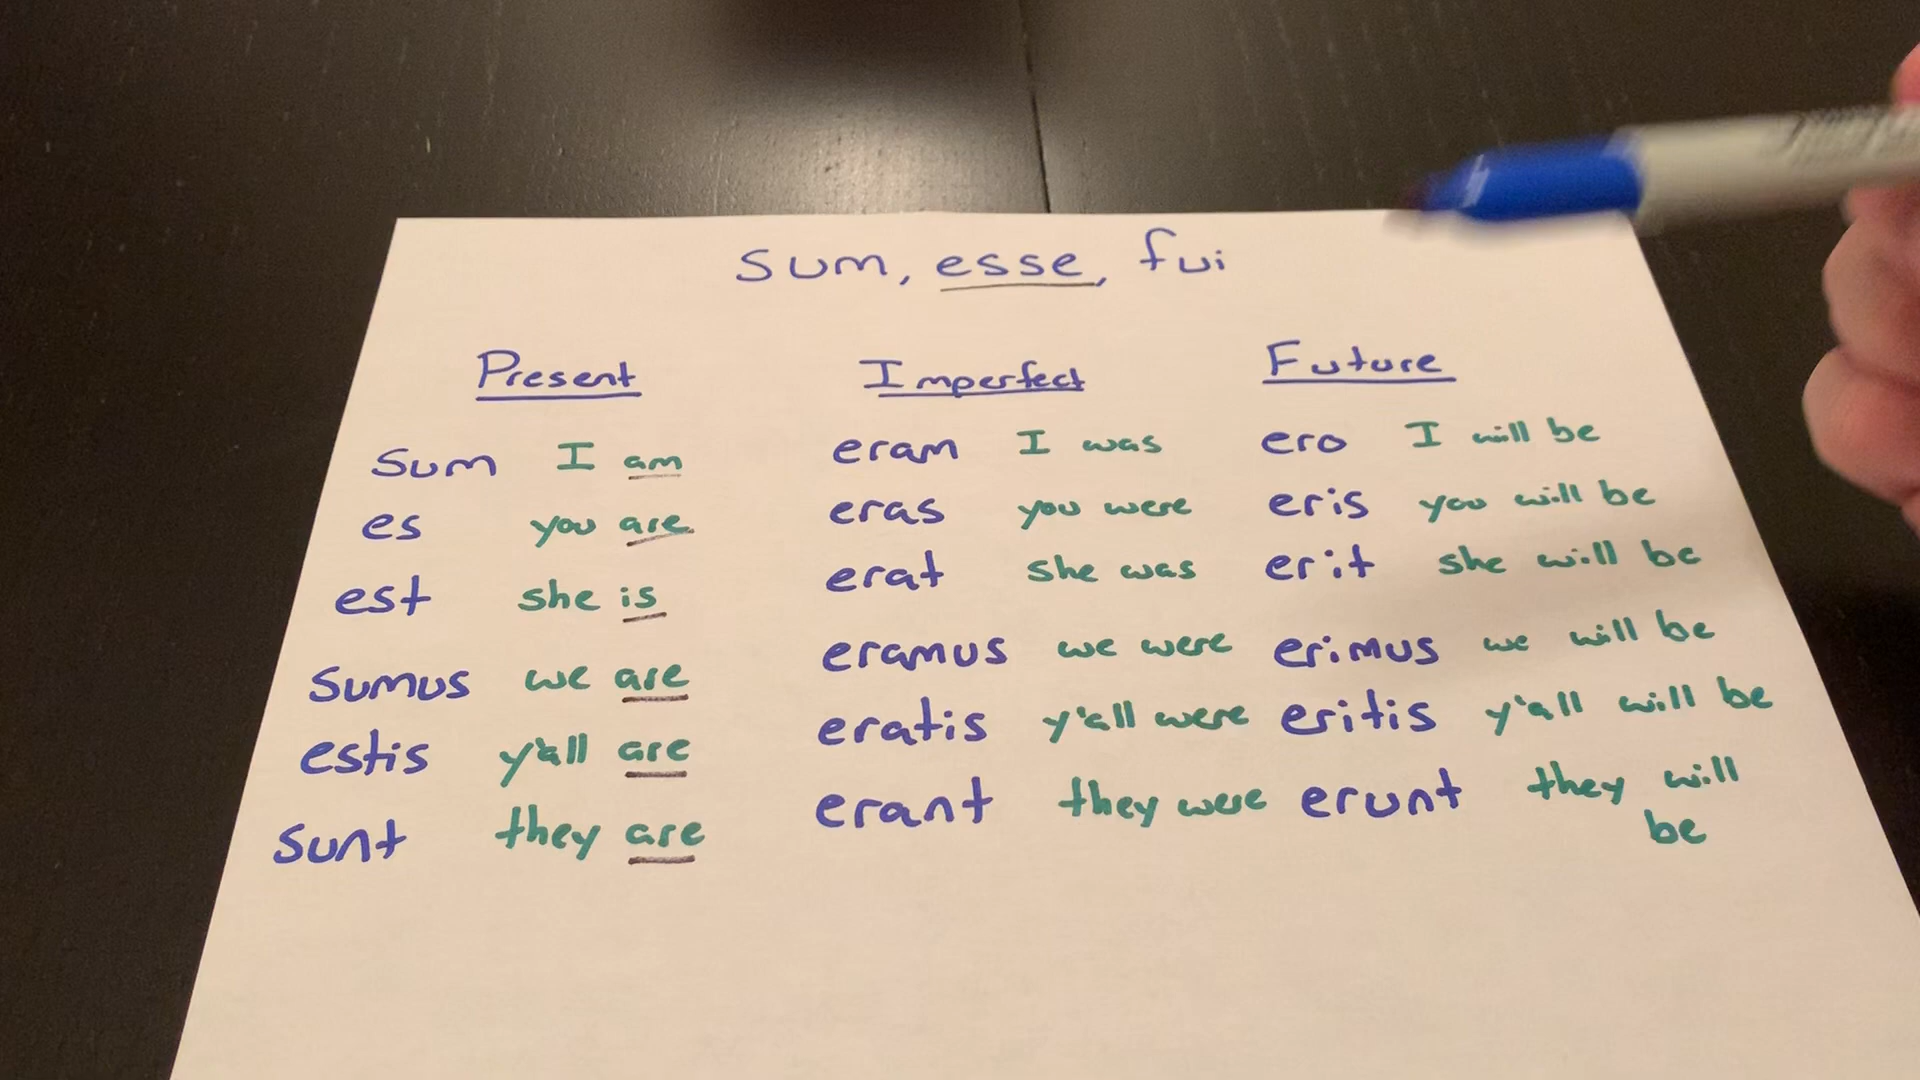 sum, esse, fui
Present Imperfect Future
sum I am eram I was ero I will be
es you are eras you were eris you will be
est she is erat she was erit she will be
sumus we are eramus we were erimus we will be
estis y'all are eratis y'all were eritis y'all will be
sunt they are erant they were erunt they will
be